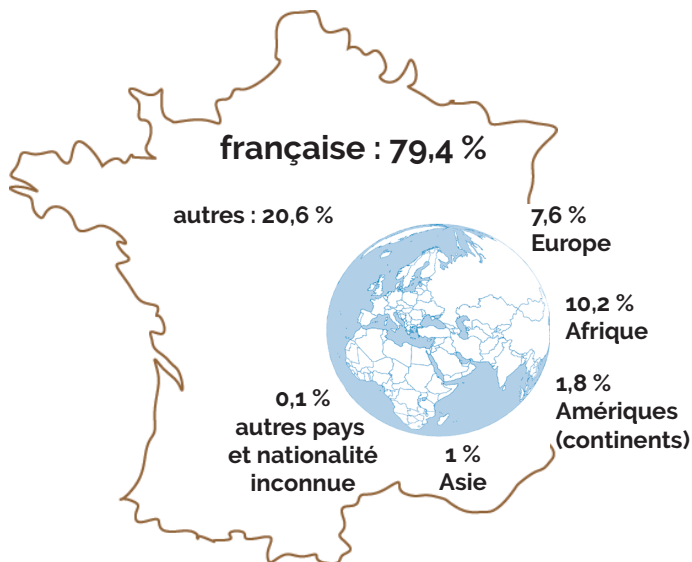 française : 79,4 %
autres : 20,6 %
7,6 %
Europe
10,2 %
Afrique
1,8 %
Amériques
(continents)
1 %
Asie
0,1 %
autres pays
et nationalité
inconnue